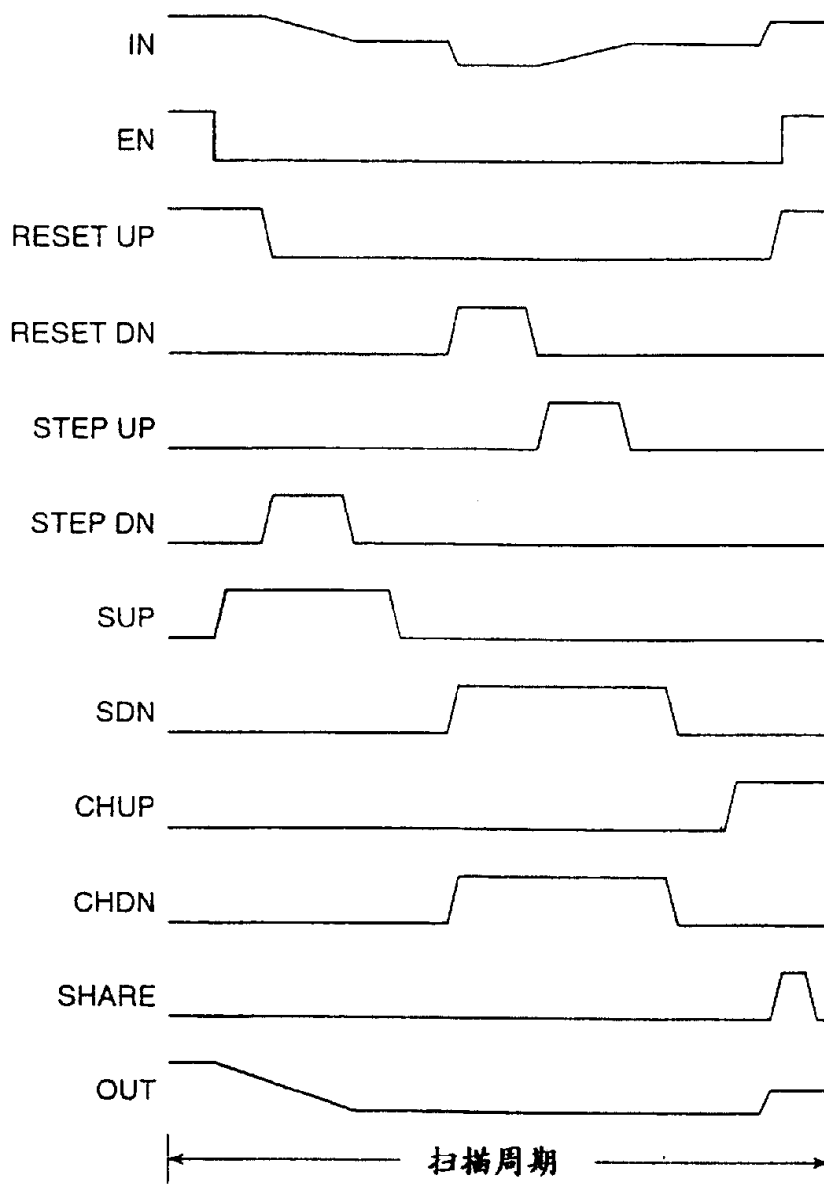 IN
EN
RESET UP
RESET DN
STEP UP
STEP DN
SUP
SDN
CHUP
CHDN
SHARE
OUT
扫描周期